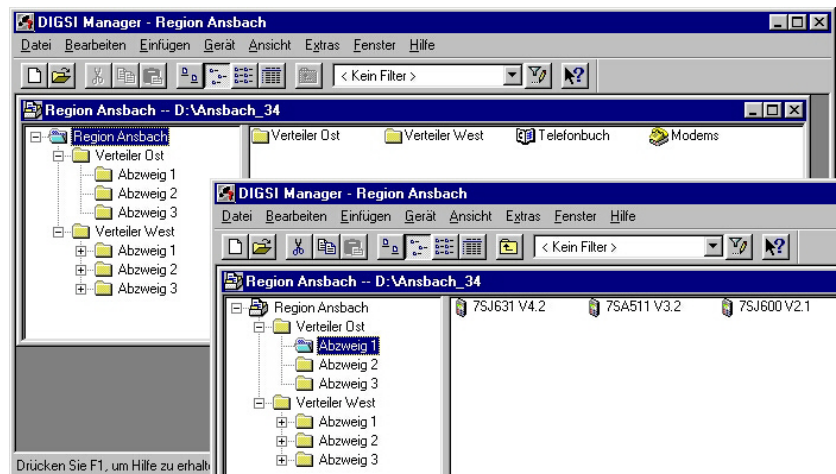 DIGSI Manager - Region Ansbach
Datei Bearbeiten Einfügen Gerät Ansicht Extras Fenster Hilfe
< Kein Filter >
Region Ansbach -- D:\Ansbach_34
Region Ansbach
Verteiler Ost
Abzweig 1
Abzweig 2
Abzweig 3
Verteiler West
Abzweig 1
Abzweig 2
Abzweig 3
Verteiler Ost Verteiler West Telefonbuch Modems
Drücken Sie F1, um Hilfe zu erhalt
DIGSI Manager - Region Ansbach
Datei Bearbeiten Einfügen Gerät Ansicht Extras Fenster Hilfe
< Kein Filter >
Region Ansbach -- D:\Ansbach_34
Region Ansbach
Verteiler Ost
Abzweig 1
Abzweig 2
Abzweig 3
Verteiler West
Abzweig 1
Abzweig 2
Abzweig 3
7SJ631 V4.2 7SA511 V3.2 7SJ600 V2.1